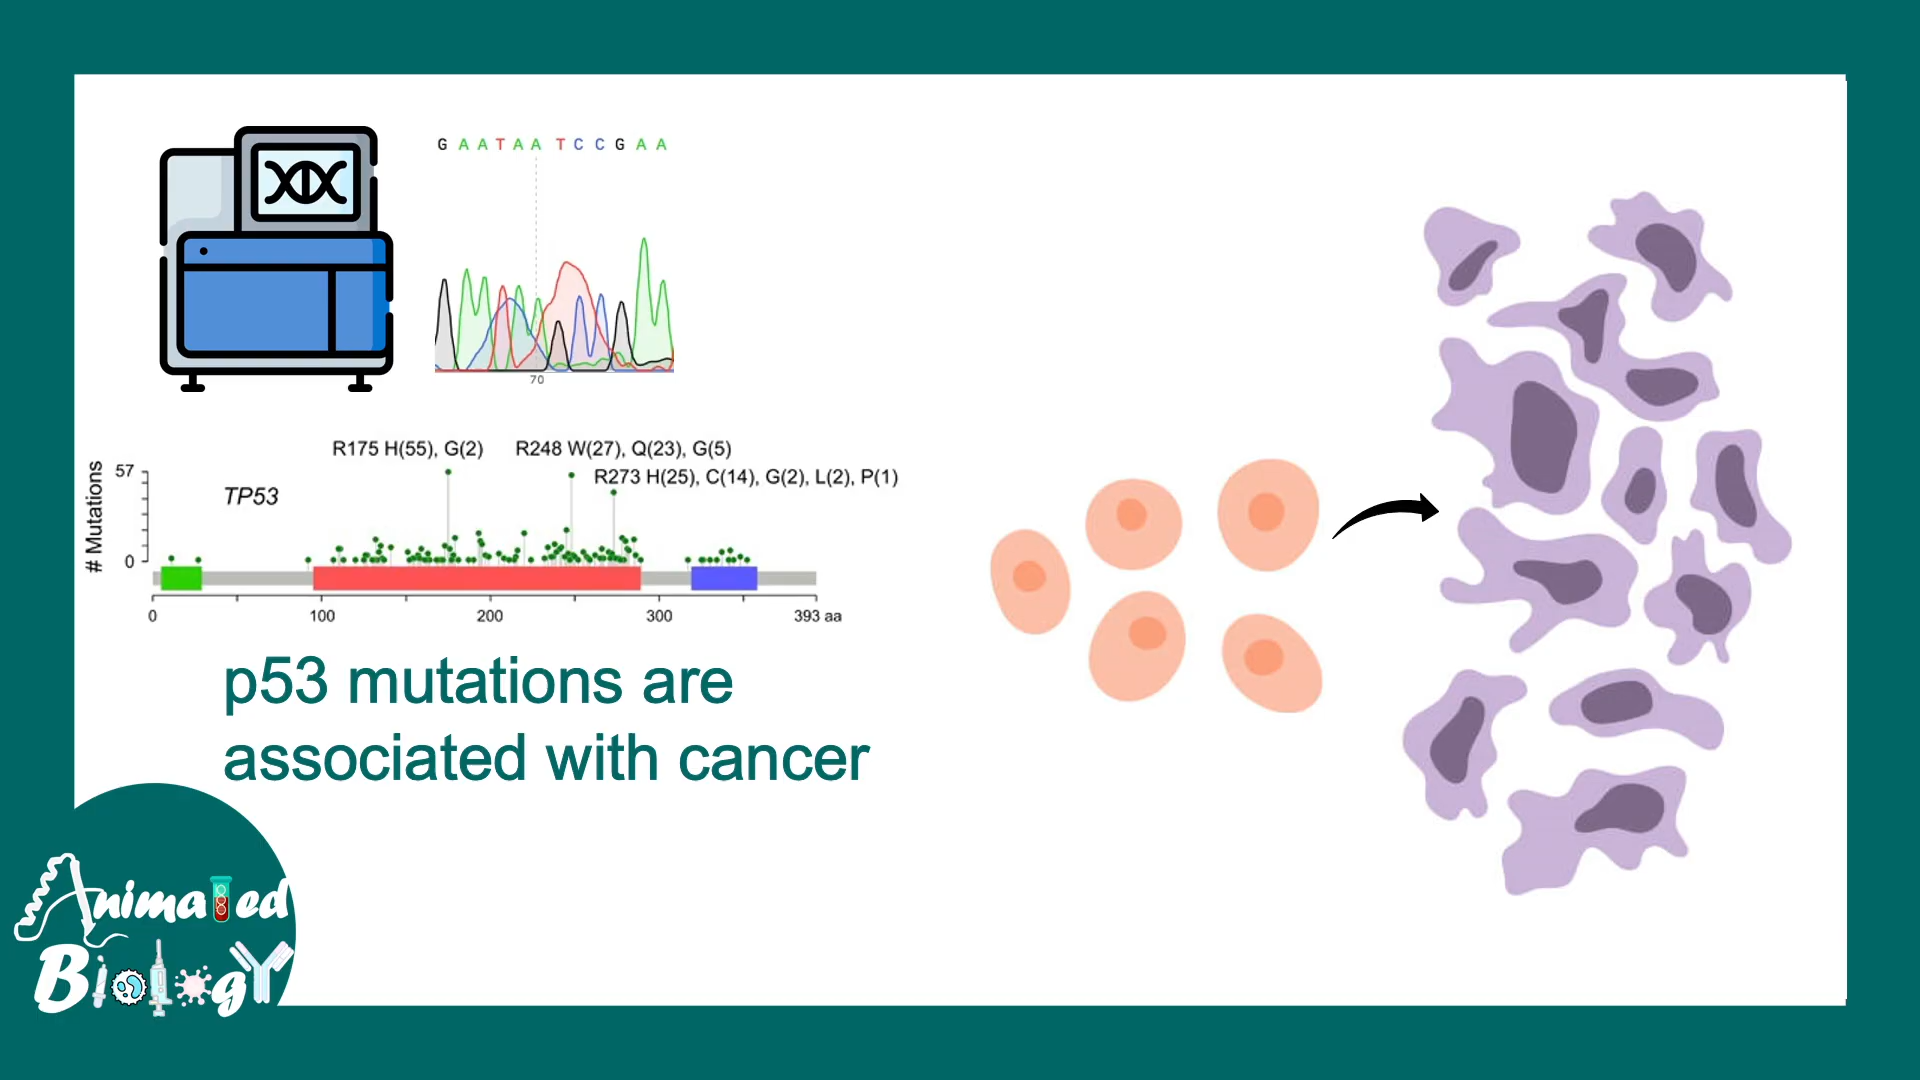 G A A T A A T C C G A A
70
R175 H(55), G(2)
R248 W(27), Q(23), G(5)
R273 H(25), C(14), G(2), L(2), P(1)
# Mutations
57
0
TP53
0
100
200
300
393 aa
p53 mutations are
associated with cancer
Animated
Biology